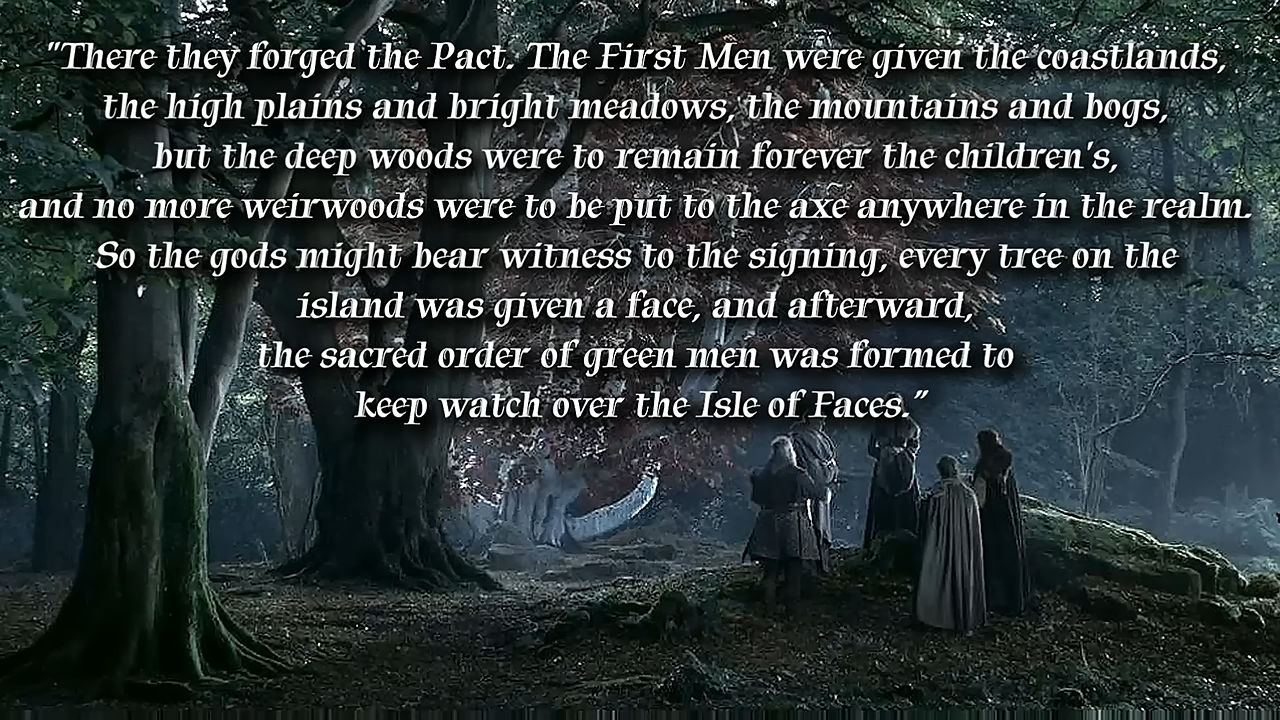 "There they forged the Pact. The First Men were given the coastlands,
the high plains and bright meadows, the mountains and bogs,
but the deep woods were to remain forever the children's,
and no more weirwoods were to be put to the axe anywhere in the realm.
So the gods might bear witness to the signing, every tree on the
island was given a face, and afterward,
the sacred order of green men was formed to
keep watch over the Isle of Faces.”